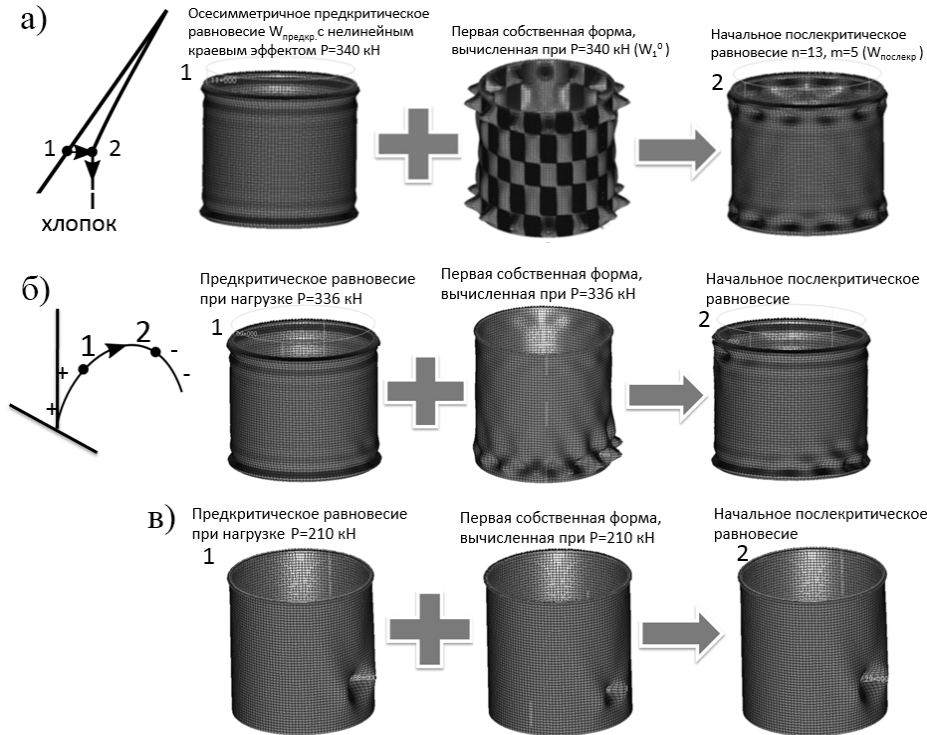 а)
Осесимметричное предкритическое
равновесие Wпредкр. с нелинейным
краевым эффектом P=340 кН
1
Первая собственная форма,
вычисленная при P=340 кН (W₁⁰)
Начальное послекритическое
равновесие n=13, m=5 (Wпослекр)
2
1
2
хлопок
б)
Предкритическое равновесие
при нагрузке P=336 кН
1
Первая собственная форма,
вычисленная при P=336 кН
Начальное послекритическое
равновесие
2
1
2
+
+
-
-
в)
Предкритическое равновесие
при нагрузке P=210 кН
1
Первая собственная форма,
вычисленная при P=210 кН
Начальное послекритическое
равновесие
2